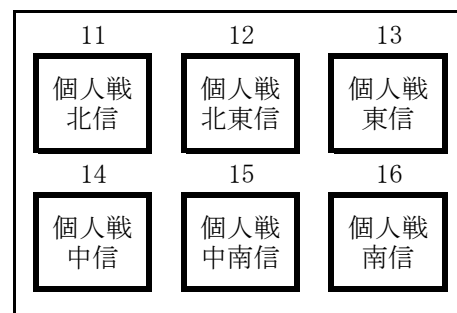 11 12 13
個人戦 個人戦 個人戦
北信 北東信 東信
14 15 16
個人戦 個人戦 個人戦
中信 中南信 南信